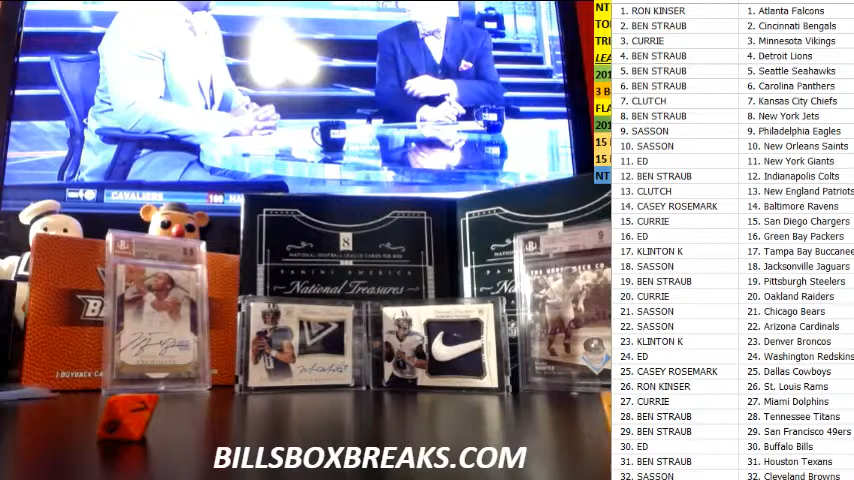 NT
TO
TRI
LEA
201
3 B
FLA
201
15
15
NT
1. RON KINSER 1. Atlanta Falcons
2. BEN STRAUB 2. Cincinnati Bengals
3. CURRIE 3. Minnesota Vikings
4. BEN STRAUB 4. Detroit Lions
5. BEN STRAUB 5. Seattle Seahawks
6. BEN STRAUB 6. Carolina Panthers
7. CLUTCH 7. Kansas City Chiefs
8. BEN STRAUB 8. New York Jets
9. SASSON 9. Philadelphia Eagles
10. SASSON 10. New Orleans Saints
11. ED 11. New York Giants
12. BEN STRAUB 12. Indianapolis Colts
13. CLUTCH 13. New England Patriots
14. CASEY ROSEMARK 14. Baltimore Ravens
15. CURRIE 15. San Diego Chargers
16. ED 16. Green Bay Packers
17. KLINTON K 17. Tampa Bay Buccanee
18. SASSON 18. Jacksonville Jaguars
19. BEN STRAUB 19. Pittsburgh Steelers
20. CURRIE 20. Oakland Raiders
21. SASSON 21. Chicago Bears
22. SASSON 22. Arizona Cardinals
23. KLINTON K 23. Denver Broncos
24. ED 24. Washington Redskins
25. CASEY ROSEMARK 25. Dallas Cowboys
26. RON KINSER 26. St. Louis Rams
27. CURRIE 27. Miami Dolphins
28. BEN STRAUB 28. Tennessee Titans
29. BEN STRAUB 29. San Francisco 49ers
30. ED 30. Buffalo Bills
31. BEN STRAUB 31. Houston Texans
32. SASSON 32. Cleveland Browns
CAVALIERS
8
PANINI AMERICA
National Treasures
9
1 BUYBACK
BILLSBOXBREAKS.COM